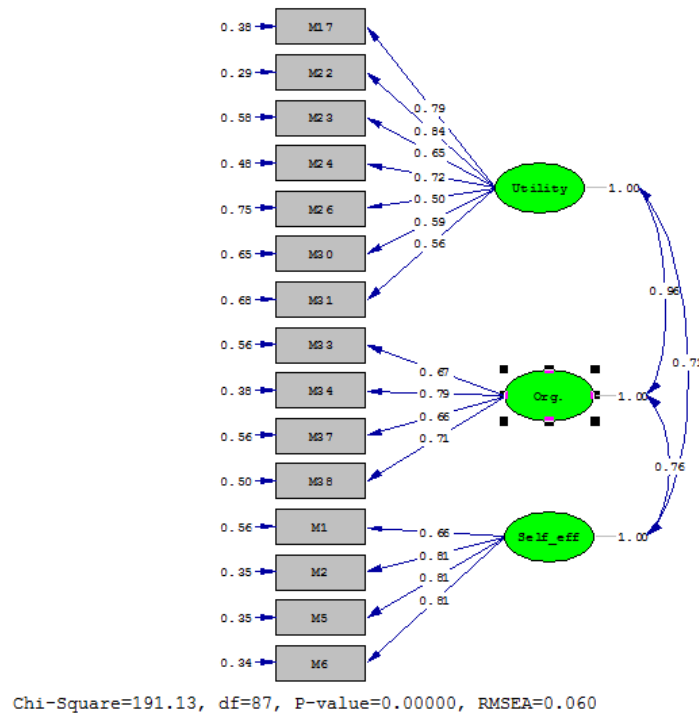 0.38 M17
0.29 M22
0.79
0.58 M23
0.84
0.65
0.48 M24
0.72
Utility 1.00
0.50
0.75 M26
0.59
0.56
0.65 M30
0.96
0.68 M31
0.56 M33
0.67
0.38 M34 0.79 Org. 1.00
0.66
0.56 M37
0.71
0.76
0.50 M38
0.56 M1
0.66 Self_eff 1.00
0.81
0.35 M2
0.81
0.81
0.35 M5
0.34 M6
Chi-Square=191.13, df=87, P-value=0.00000, RMSEA=0.060